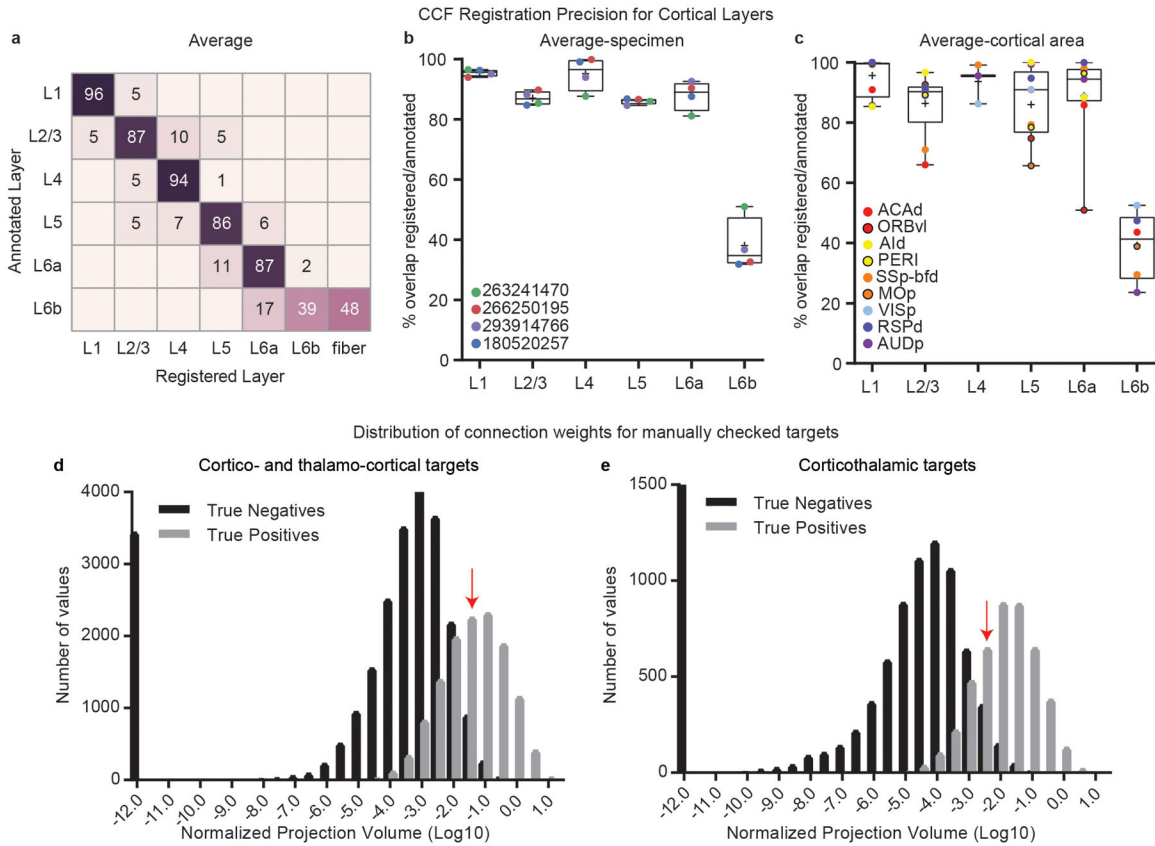 CCF Registration Precision for Cortical Layers
a
Average
Annotated Layer
L1
L2/3
L4
L5
L6a
L6b
96 5
5 87 10 5
5 94 1
5 7 86 6
11 87 2
17 39 48
L1 L2/3 L4 L5 L6a L6b fiber
Registered Layer
b
Average-specimen
% overlap registered/annotated
100
80
60
40
20
0
263241470
266250195
293914766
180520257
L1 L2/3 L4 L5 L6a L6b
c
Average-cortical area
% overlap registered/annotated
100
80
60
40
20
0
ACAd
ORBvl
AId
PERI
SSp-bfd
MOp
VISp
RSPd
AUDp
L1 L2/3 L4 L5 L6a L6b
Distribution of connection weights for manually checked targets
d
Cortico- and thalamo-cortical targets
Number of values
4000
3000
2000
1000
0
True Negatives
True Positives
-12.0 -11.0 -10.0 -9.0 -8.0 -7.0 -6.0 -5.0 -4.0 -3.0 -2.0 -1.0 0.0 1.0
Normalized Projection Volume (Log10)
e
Corticothalamic targets
Number of values
1500
1000
500
0
True Negatives
True Positives
-12.0 -11.0 -10.0 -9.0 -8.0 -7.0 -6.0 -5.0 -4.0 -3.0 -2.0 -1.0 0.0 1.0
Normalized Projection Volume (Log10)